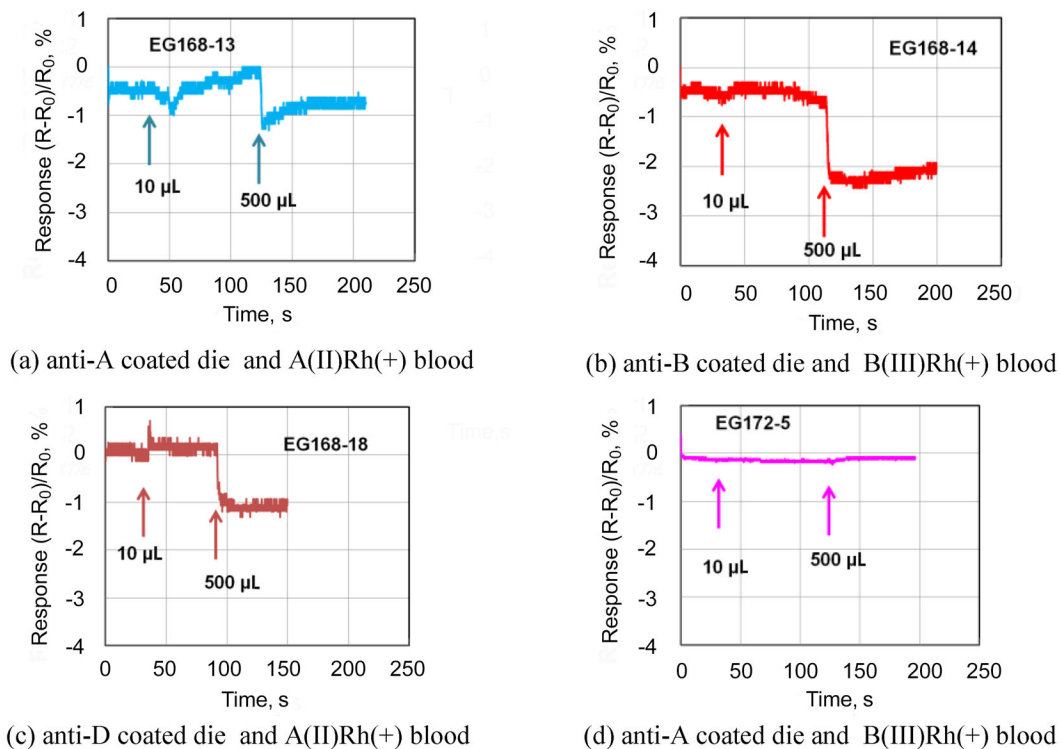 1
0
-1
-2
-3
-4
Response (R-R0)/R0, %
EG168-13
10 µL
500 µL
0 50 100 150 200 250
Time, s
(a) anti-A coated die and A(II)Rh(+) blood
1
0
-1
-2
-3
-4
Response (R-R0)/R0, %
EG168-14
10 µL
500 µL
0 50 100 150 200 250
Time, s
(b) anti-B coated die and B(III)Rh(+) blood
1
0
-1
-2
-3
-4
Response (R-R0)/R0, %
EG168-18
10 µL
500 µL
0 50 100 150 200 250
Time, s
(c) anti-D coated die and A(II)Rh(+) blood
1
0
-1
-2
-3
-4
Response (R-R0)/R0, %
EG172-5
10 µL
500 µL
0 50 100 150 200 250
Time, s
(d) anti-A coated die and B(III)Rh(+) blood